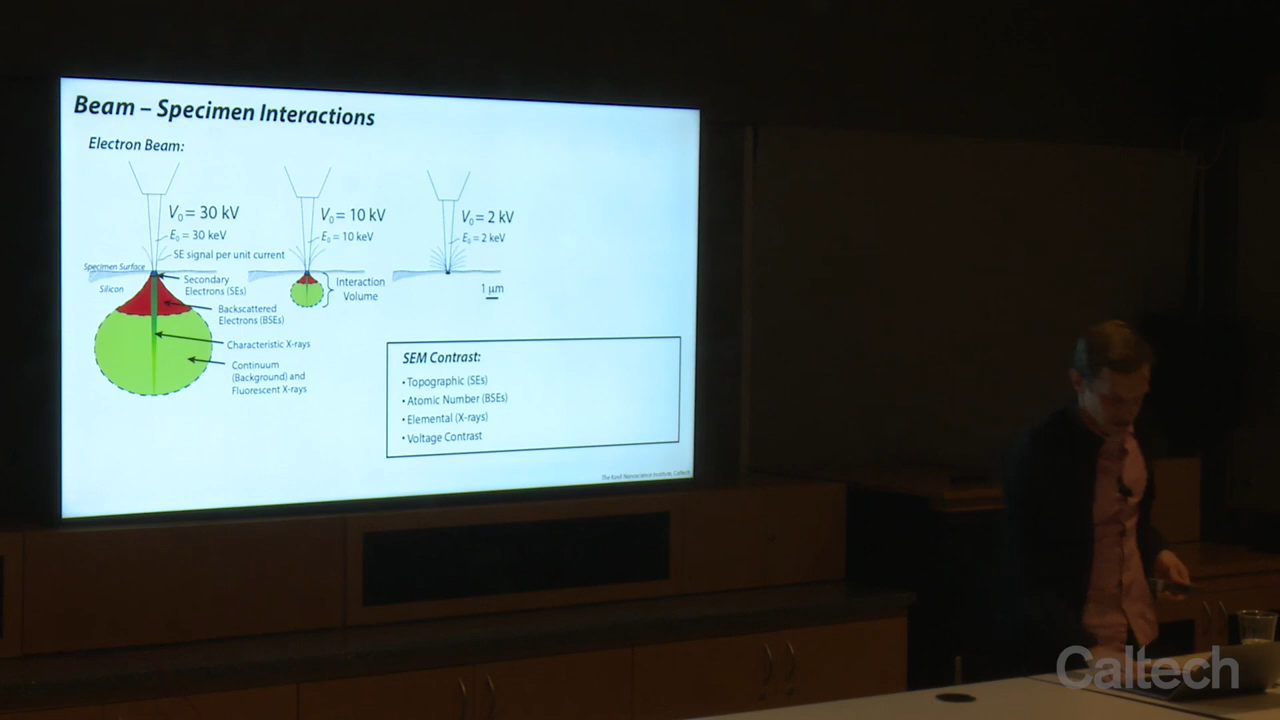 Beam – Specimen Interactions
Electron Beam:
V₀ = 30 kV
E₀ = 30 keV
SE signal per unit current
Specimen Surface
Silicon
Secondary
Electrons (SEs)
Backscattered
Electrons (BSEs)
Characteristic X-rays
Continuum
(Background) and
Fluorescent X-rays
V₀ = 10 kV
E₀ = 10 keV
Interaction
Volume
V₀ = 2 kV
E₀ = 2 keV
1 μm
SEM Contrast:
• Topographic (SEs)
• Atomic Number (BSEs)
• Elemental (X-rays)
• Voltage Contrast
The Kavli Nanoscience Institute, Caltech
Caltech